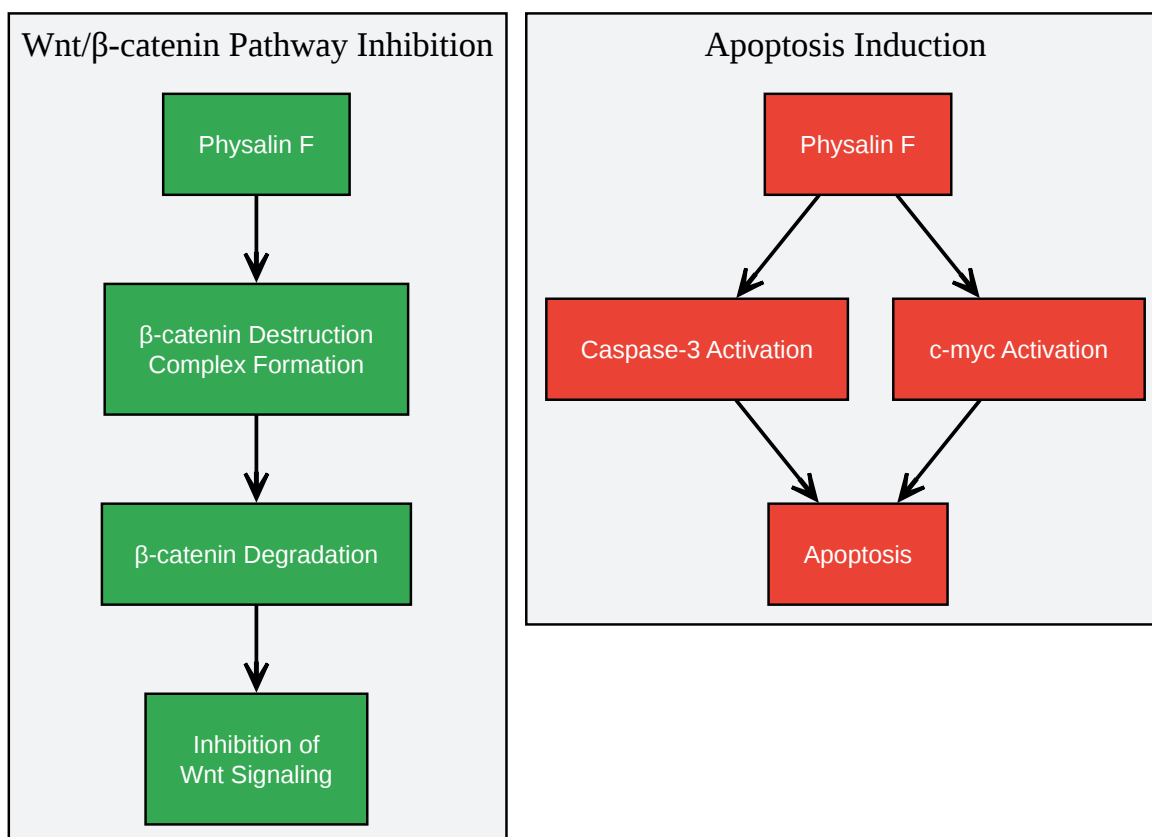 Wnt/β-catenin Pathway Inhibition
Physalin F
β-catenin Destruction
Complex Formation
β-catenin Degradation
Inhibition of
Wnt Signaling
Apoptosis Induction
Physalin F
Caspase-3 Activation
c-myc Activation
Apoptosis